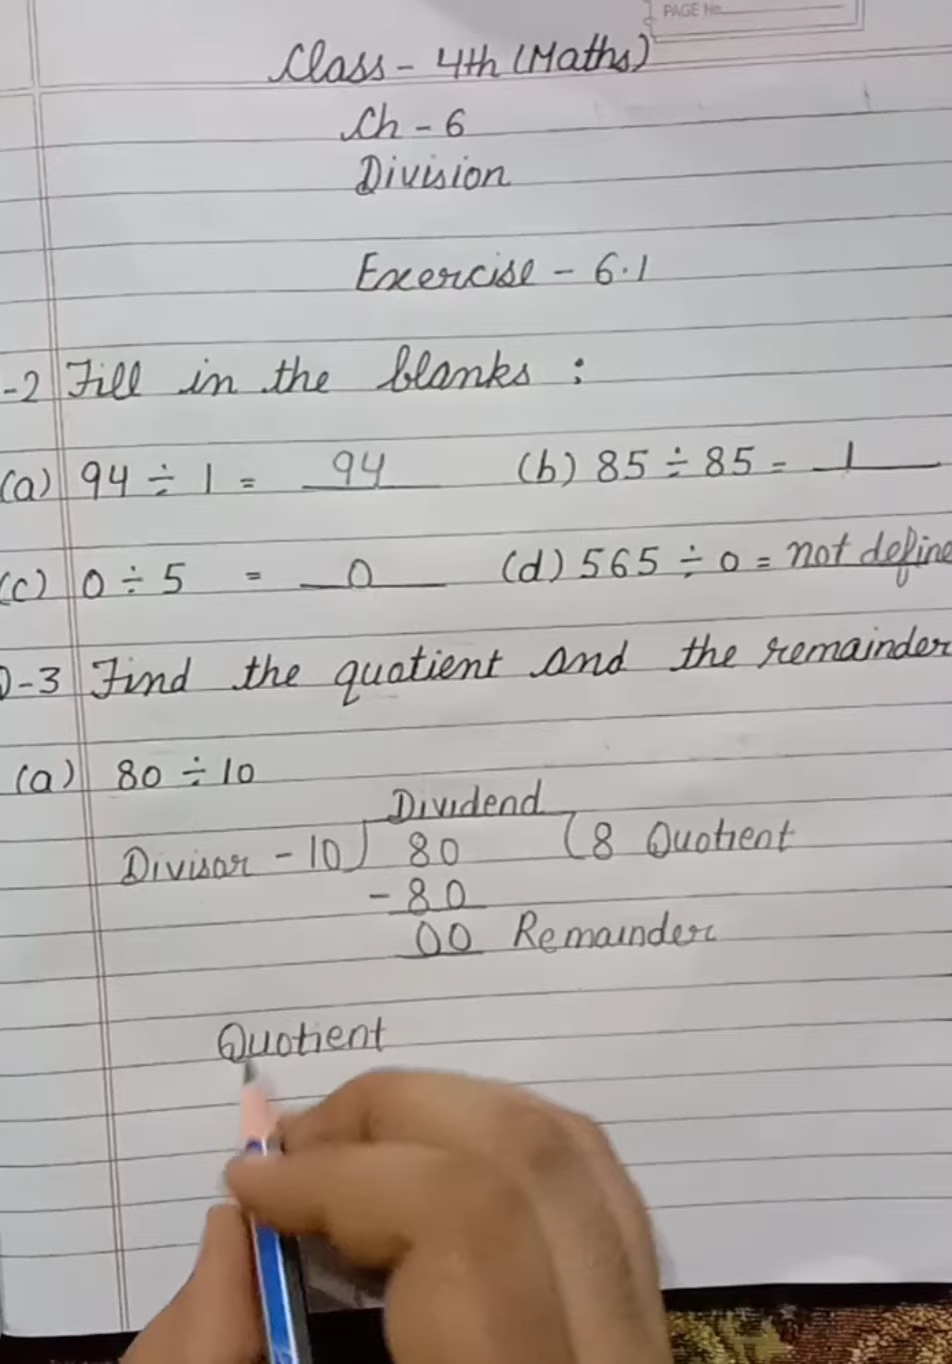 PAGE No.
Class - 4th (Maths)
Ch - 6
Division
Exercise - 6.1
-2 Fill in the blanks :
(a) 94 ÷ 1 = 94 (b) 85 ÷ 85 = 1
(c) 0 ÷ 5 = 0 (d) 565 ÷ 0 = not define
-3 Find the quotient and the remainder
(a) 80 ÷ 10
Dividend
Divisor - 10) 80 (8 Quotient
- 80
00 Remainder
Quotient